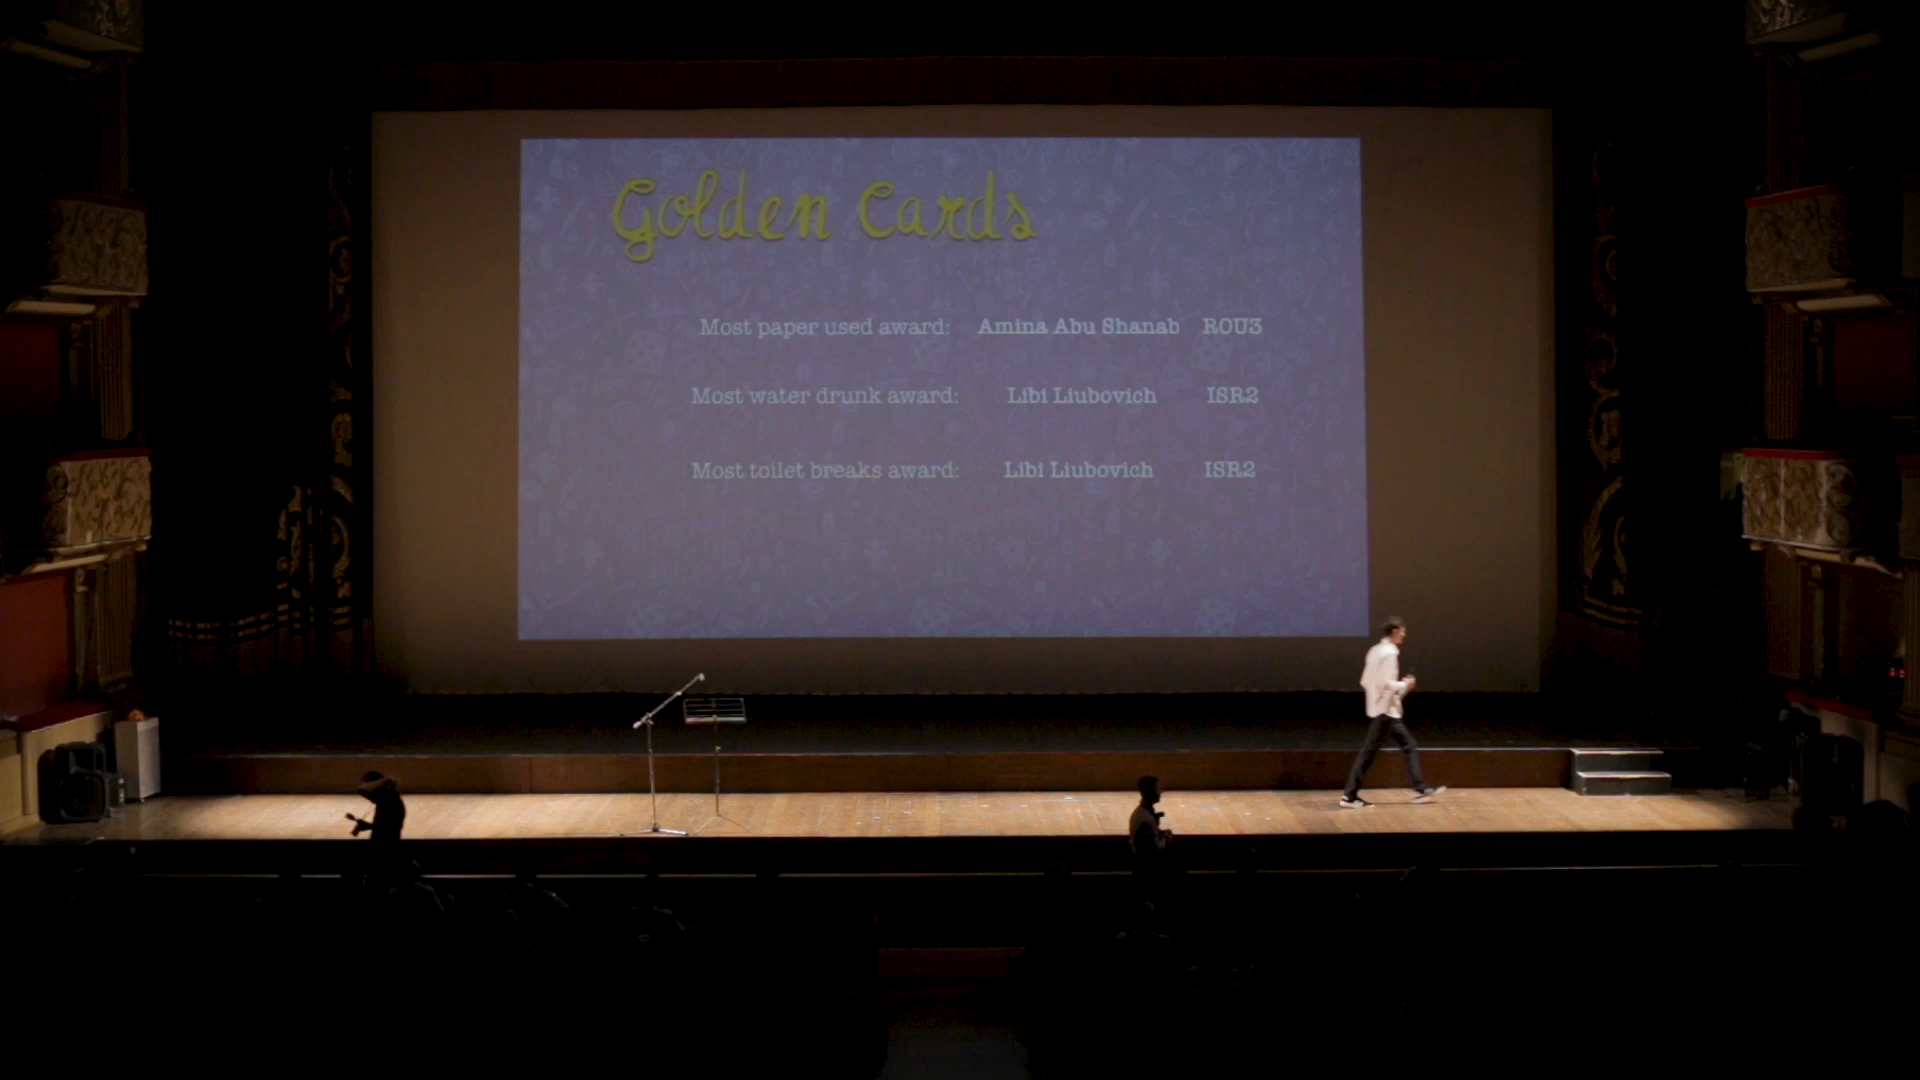 Golden Cards
Most paper used award: Amina Abu Shanab ROU3
Most water drunk award: Libi Liubovich ISR2
Most toilet breaks award: Libi Liubovich ISR2